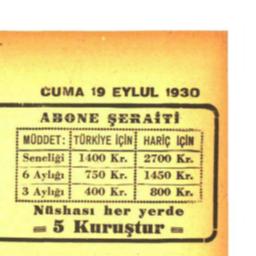 CUMA 19 EYLUL 1930
ABONE ŞERAİTİ
MÜDDET: TÜRKİYE İÇİN HARİÇ İÇİN
Seneliği 1400 Kr. 2700 Kr.
6 Aylığı 750 Kr. 1450 Kr.
3 Aylığı 400 Kr. 800 Kr.
Nüshası her yerde
= 5 Kuruştur =